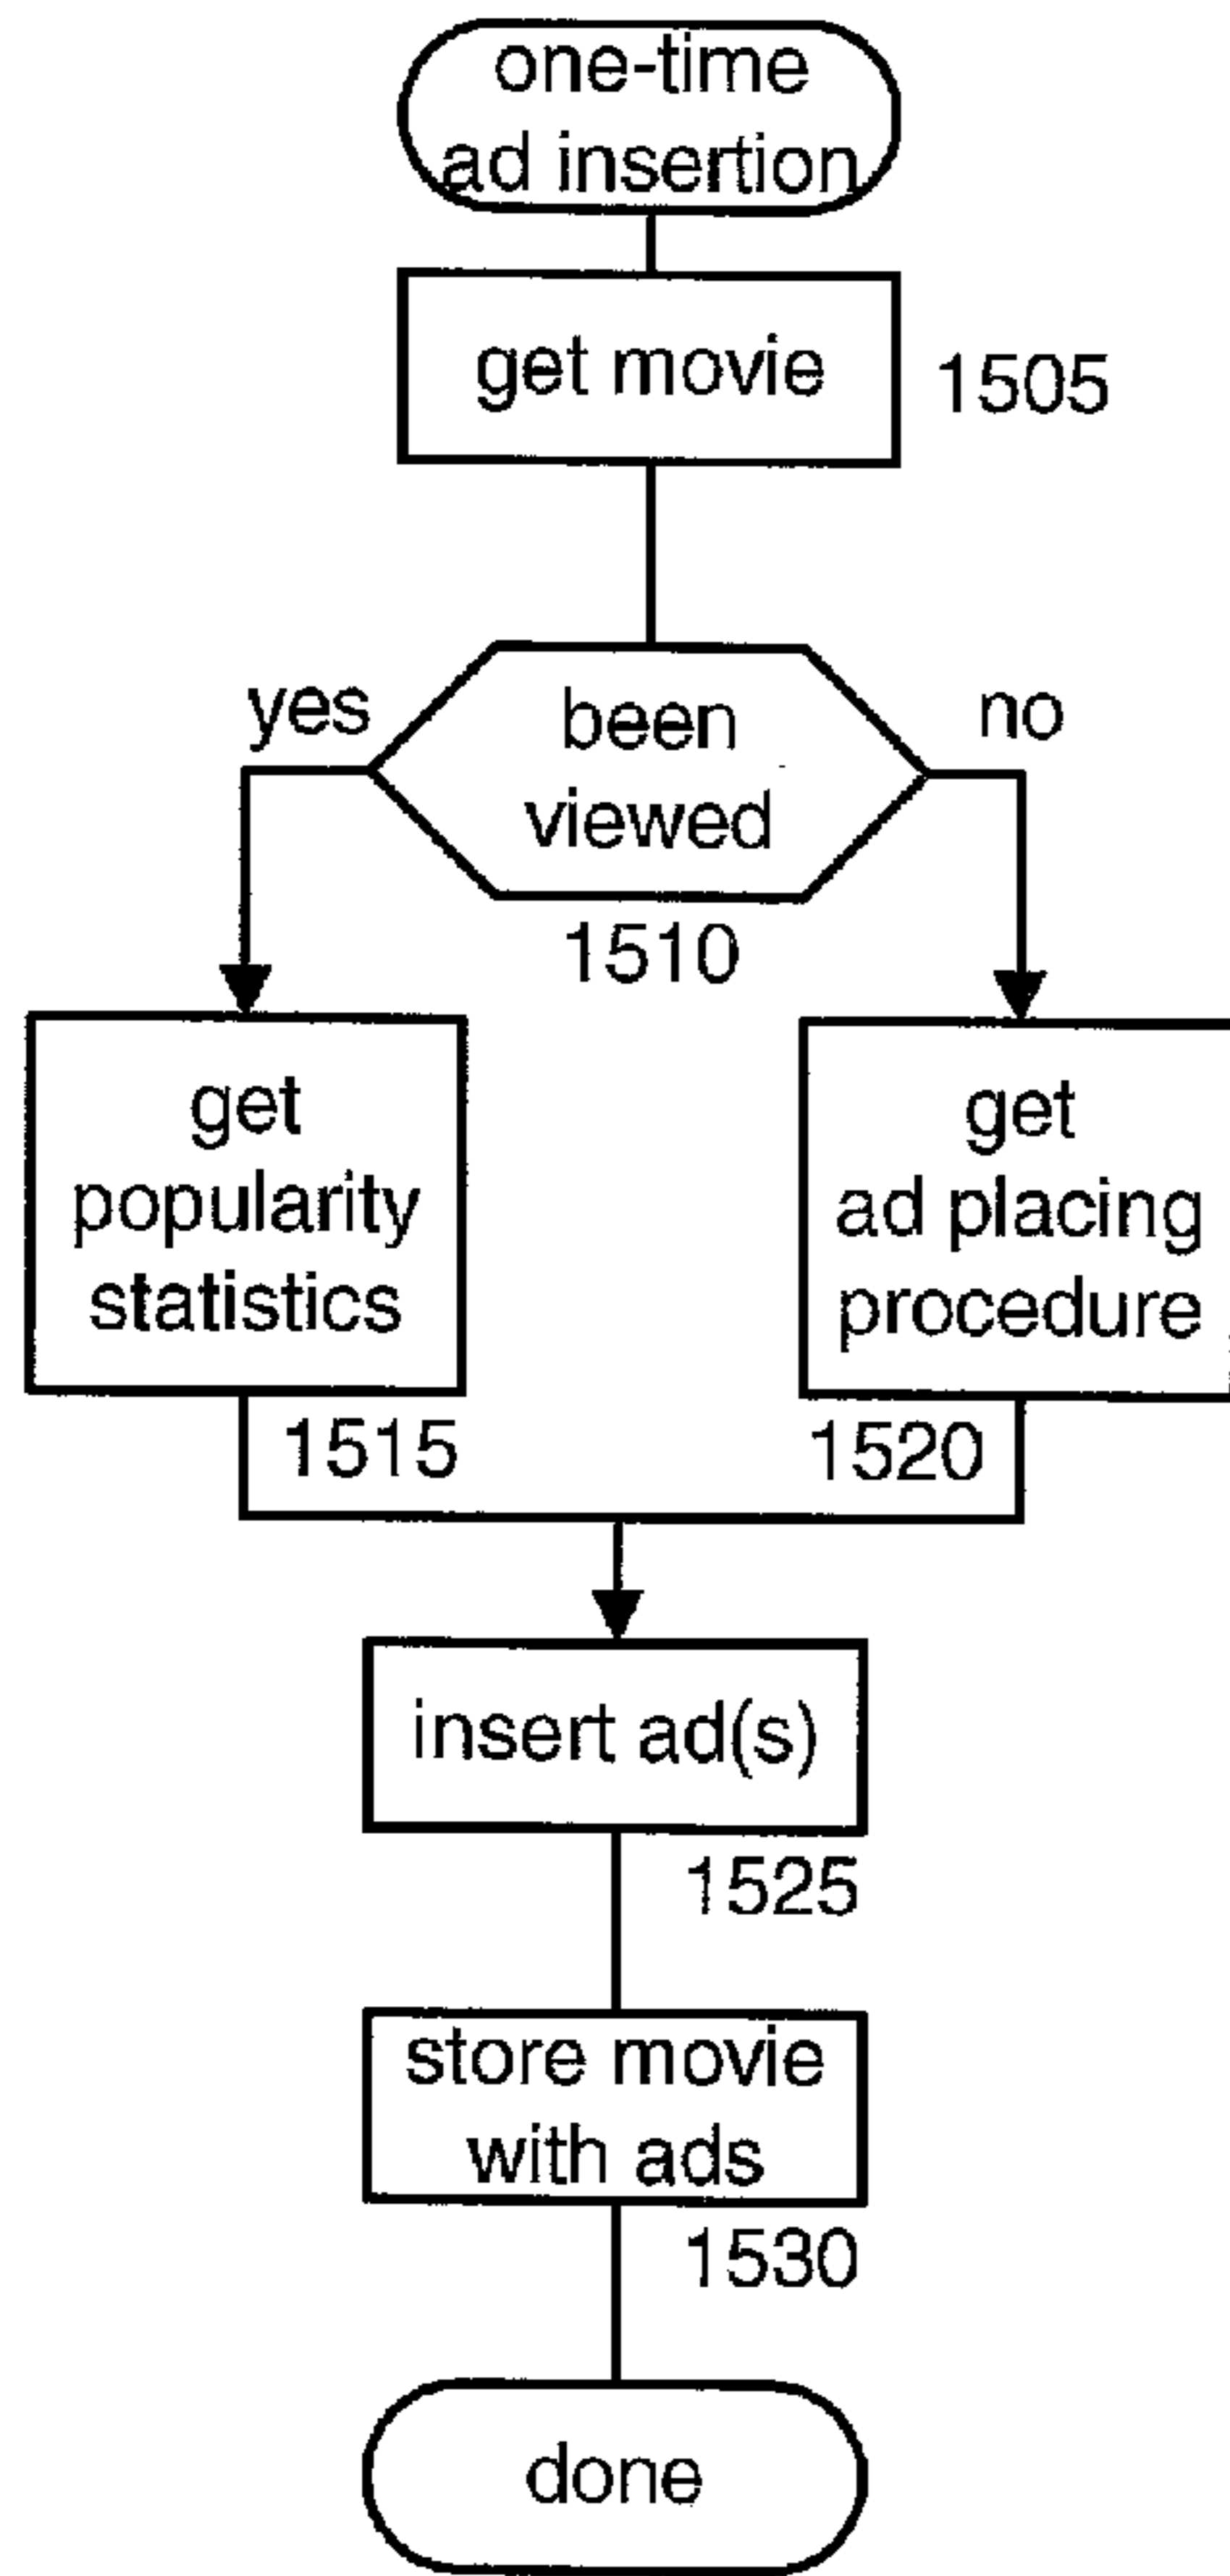 one-time
ad insertion
get movie
1505
yes
been
viewed
no
1510
get
popularity
statistics
get
ad placing
procedure
1515
1520
insert ad(s)
1525
store movie
with ads
1530
done